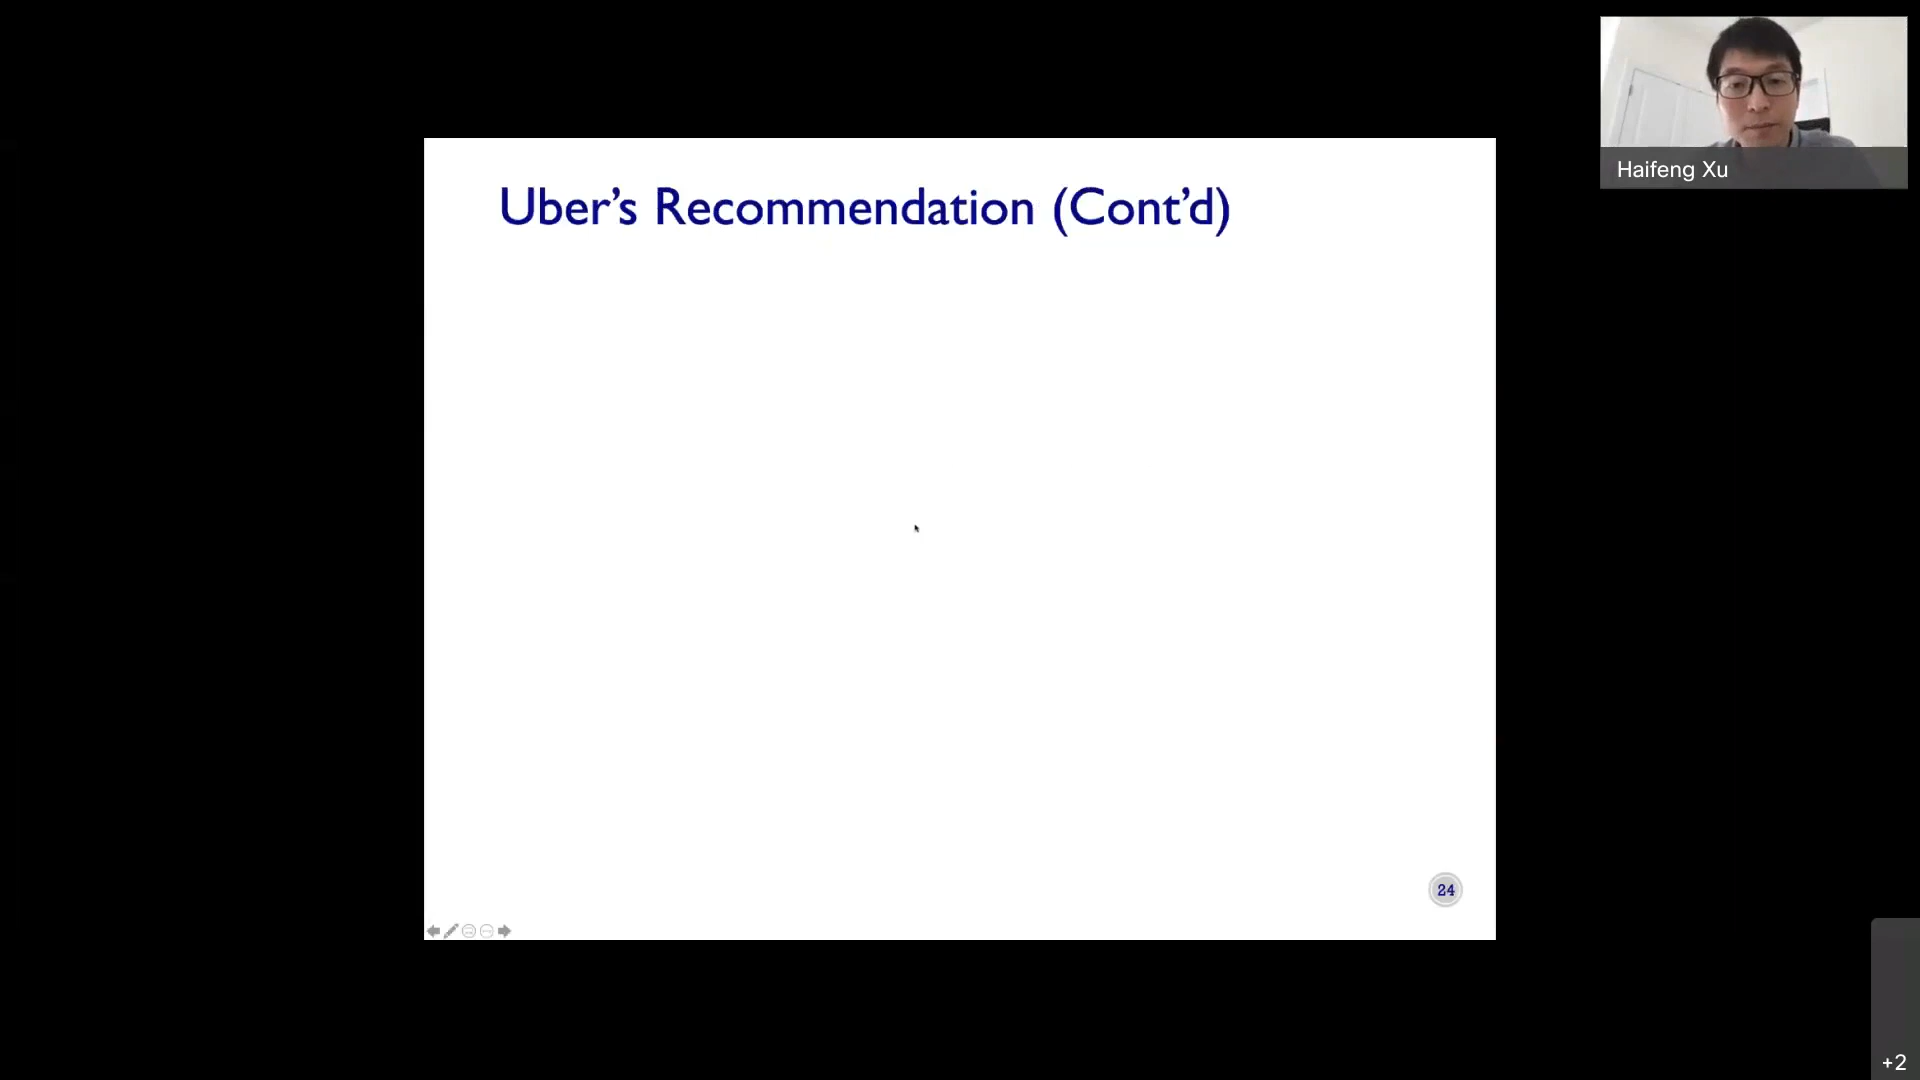 Haifeng Xu
Uber’s Recommendation (Cont’d)
24
+2